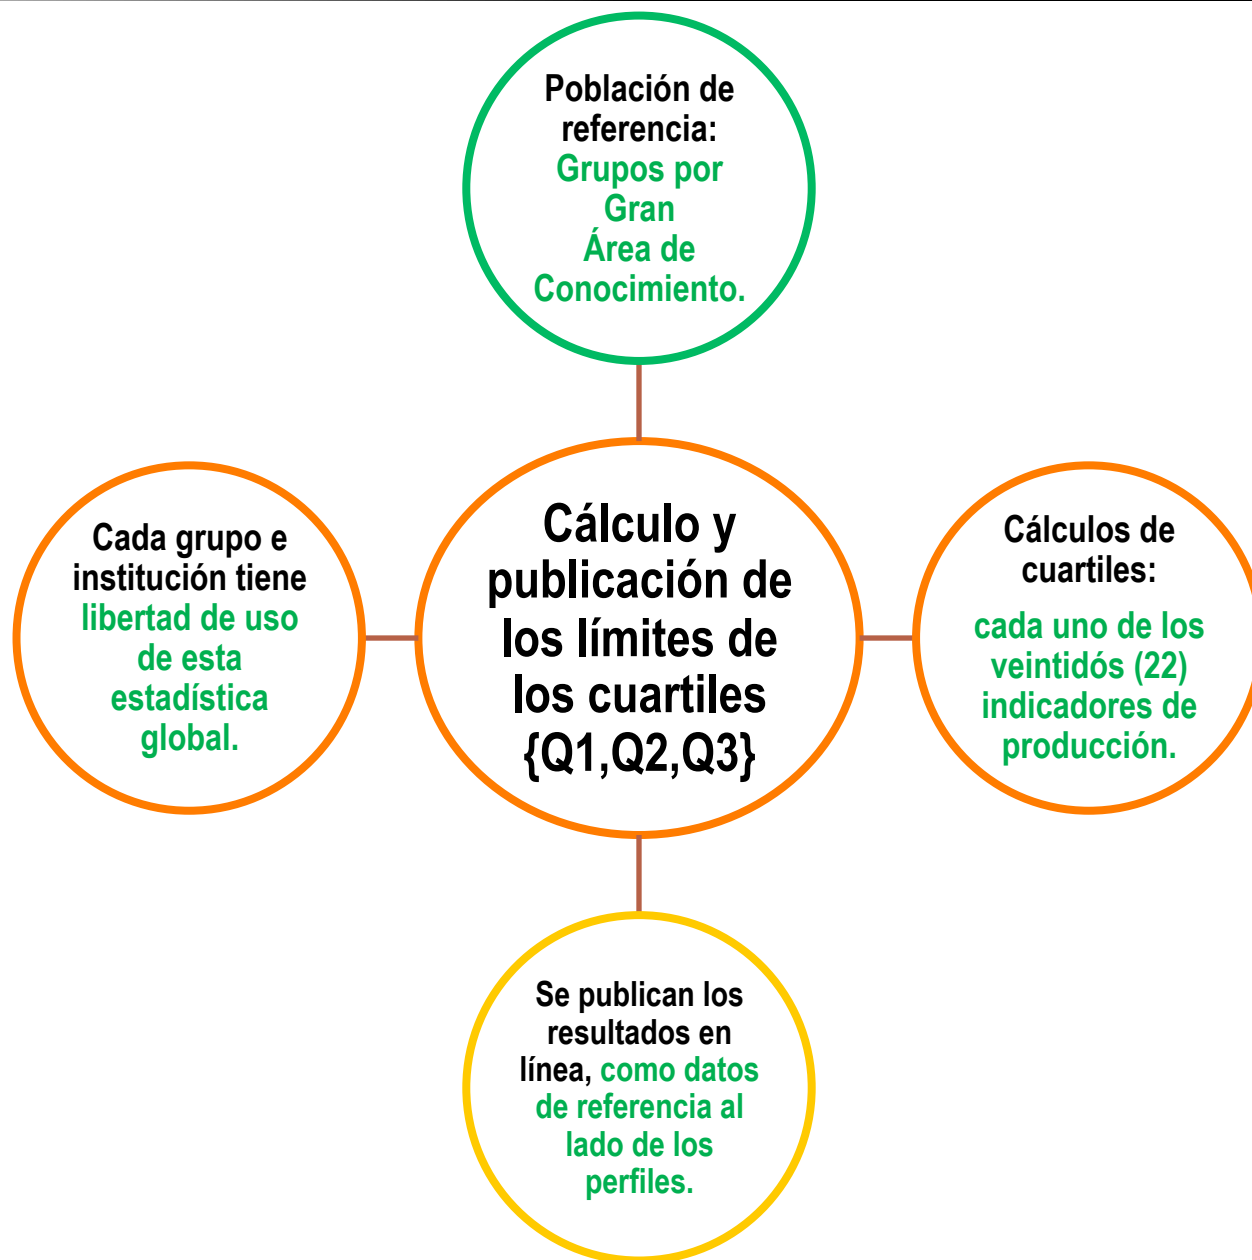 Población de
referencia:
Grupos por
Gran
Área de
Conocimiento.
Cada grupo e
institución tiene
libertad de uso
de esta
estadística
global.
Cálculo y
publicación de
los límites de
los cuartiles
{Q1,Q2,Q3}
Cálculos de
cuartiles:
cada uno de los
veintidós (22)
indicadores de
producción.
Se publican los
resultados en
línea, como datos
de referencia al
lado de los
perfiles.